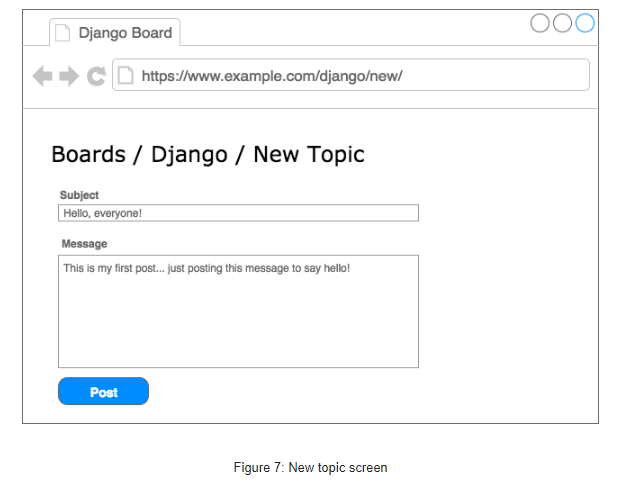 Django Board
https://www.example.com/django/new/
Boards / Django / New Topic
Subject
Hello, everyone!
Message
This is my first post... just posting this message to say hello!
Post
Figure 7: New topic screen